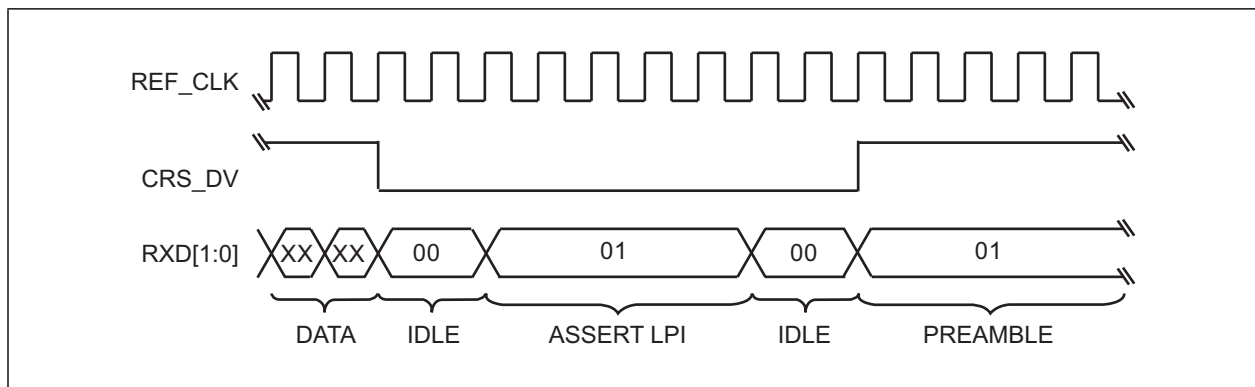 REF_CLK
CRS_DV
RXD[1:0] XX XX 00 01 00 01
DATA IDLE ASSERT LPI IDLE PREAMBLE